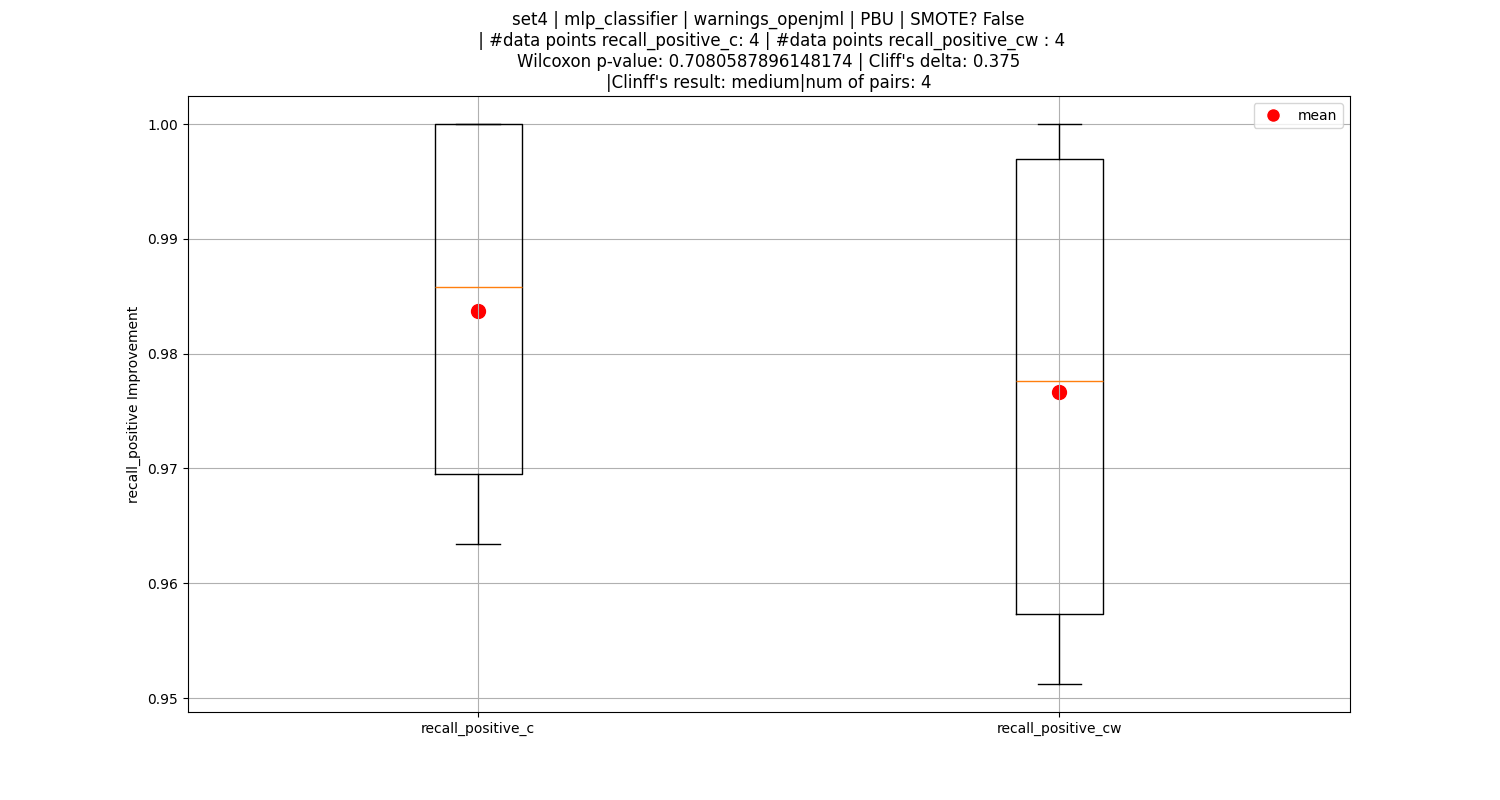 set4 | mlp_classifier | warnings_openjml | PBU | SMOTE? False
| #data points recall_positive_c: 4 | #data points recall_positive_cw : 4
Wilcoxon p-value: 0.7080587896148174 | Cliff's delta: 0.375
|Clinff's result: medium|num of pairs: 4
mean
recall_positive Improvement
1.00
0.99
0.98
0.97
0.96
0.95
recall_positive_c
recall_positive_cw